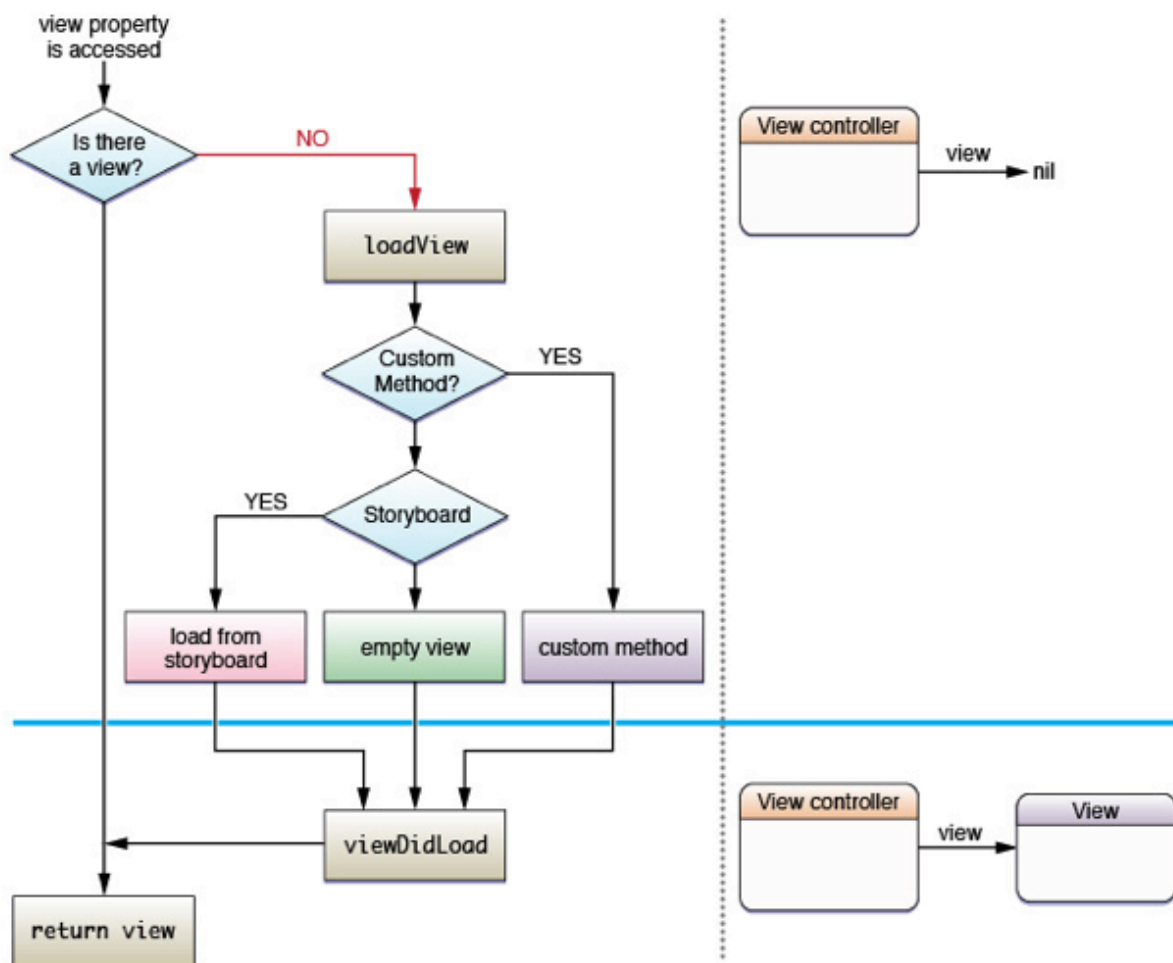 view property
is accessed
Is there
a view?
NO
loadView
Custom
Method?
YES
YES
Storyboard
load from
storyboard
empty view
custom method
viewDidLoad
return view
View controller
view
nil
View controller
view
View